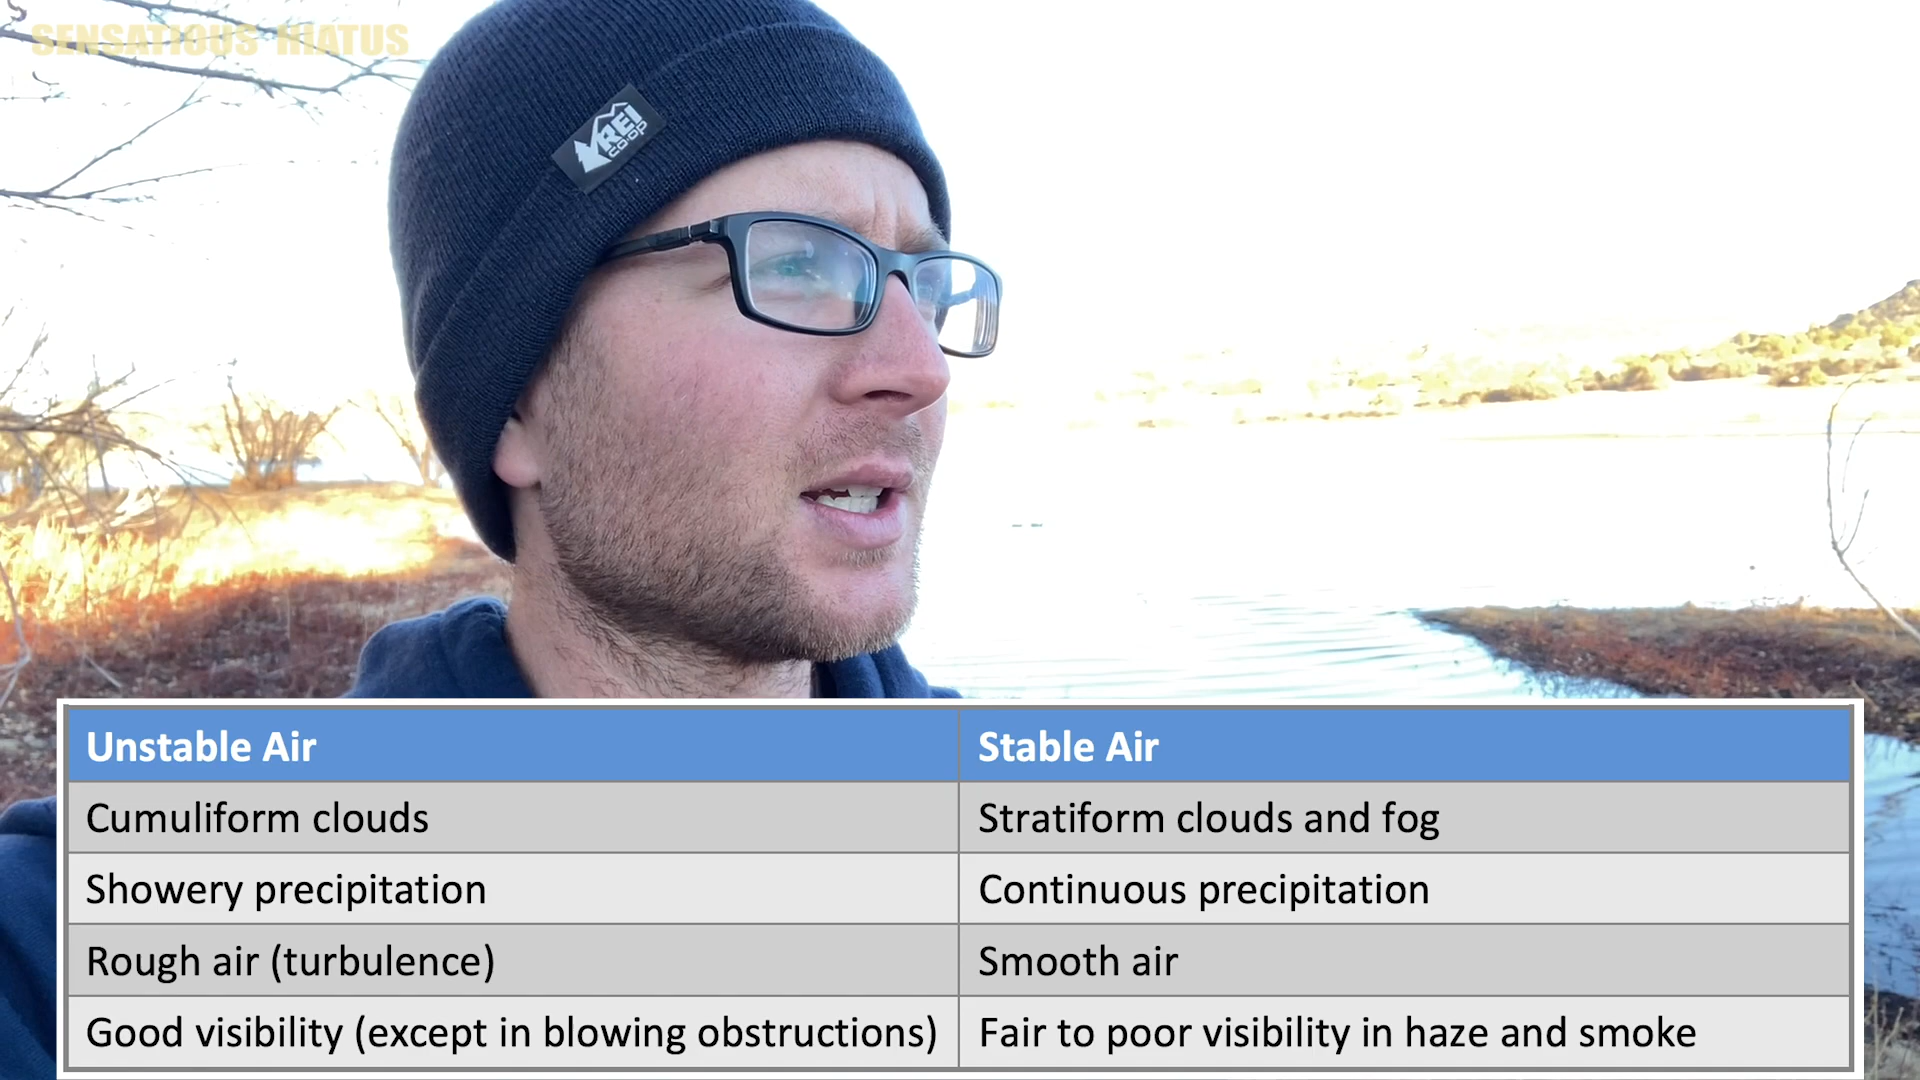 SENSATIOUS HIATUS
REI
CO·OP
Unstable Air
Stable Air
Cumuliform clouds
Stratiform clouds and fog
Showery precipitation
Continuous precipitation
Rough air (turbulence)
Smooth air
Good visibility (except in blowing obstructions)
Fair to poor visibility in haze and smoke